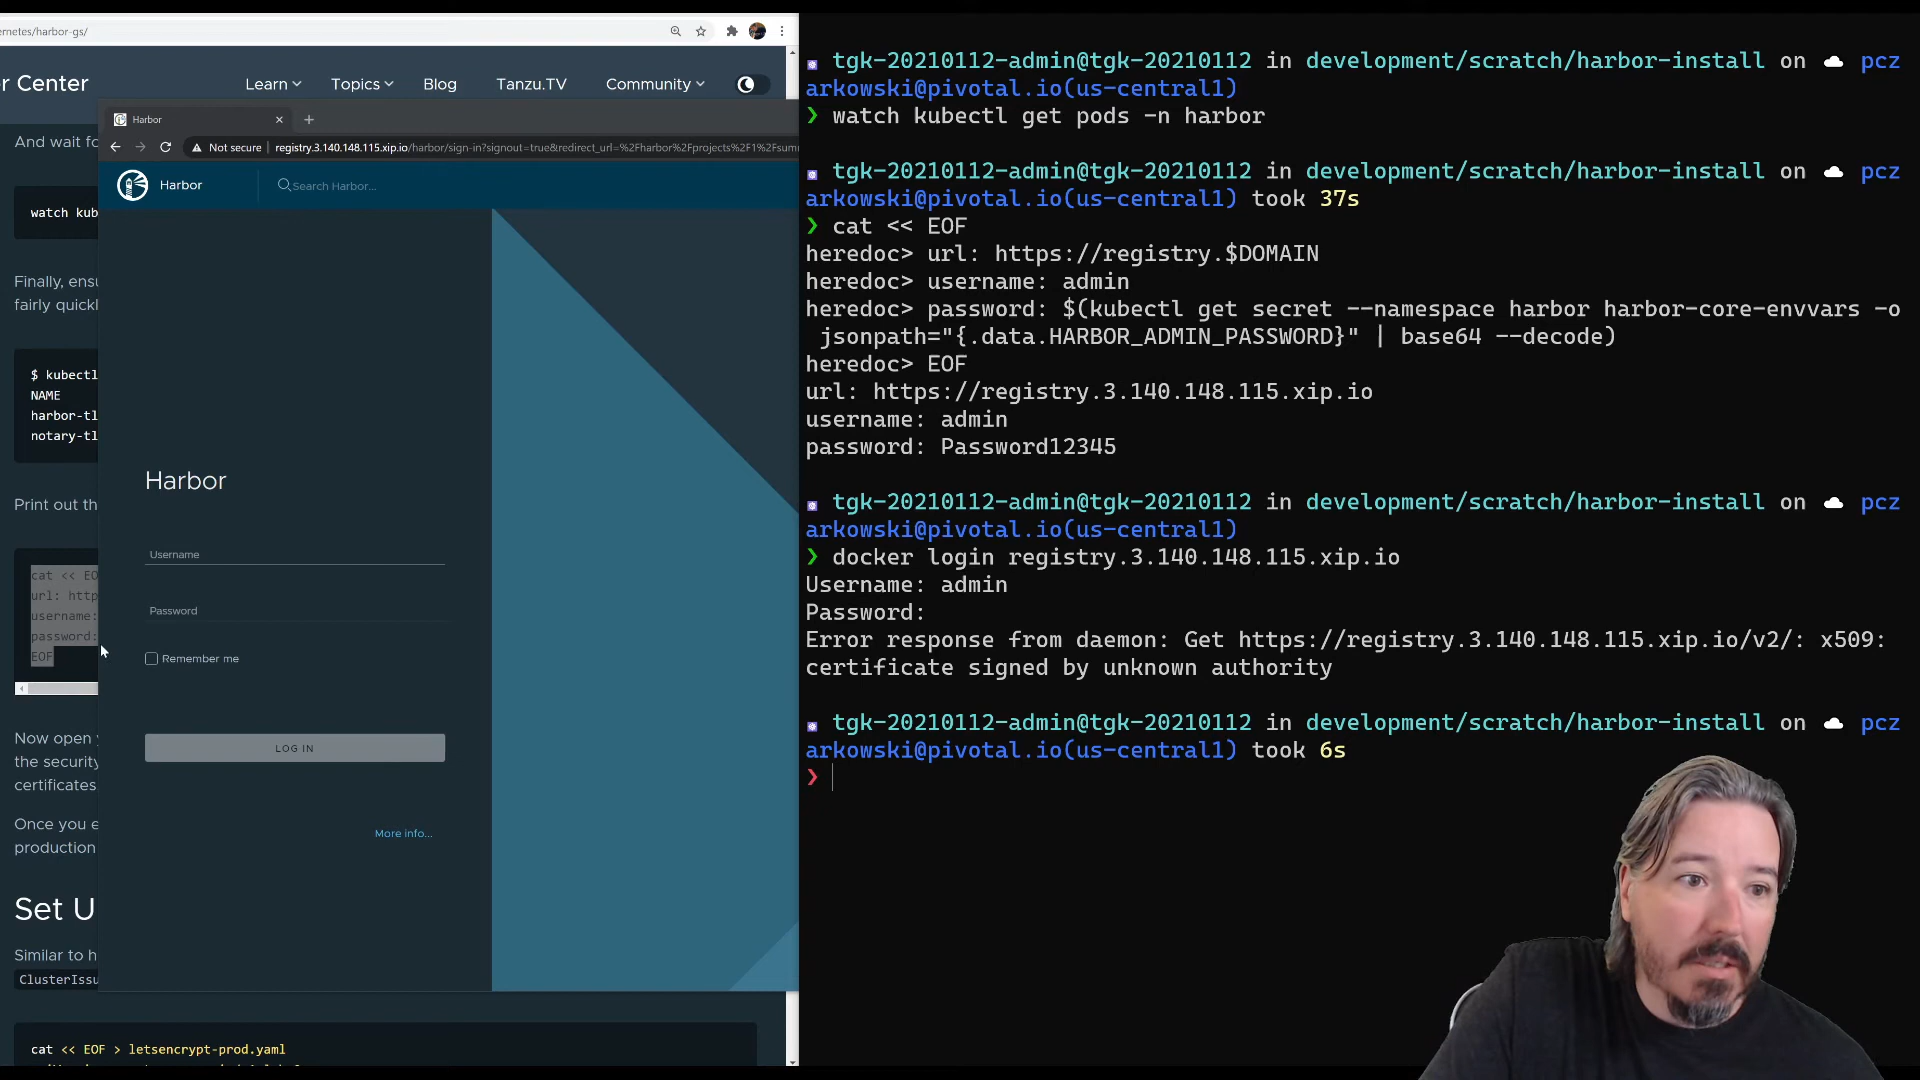 ernetes/harbor-gs/
r Center
Learn
Topics
Blog
Tanzu.TV
Community
And wait fo
watch kub
Finally, ensu
fairly quickl
$ kubectl
NAME
harbor-tl
notary-tl
Print out th
cat << EO
url: http
username:
password:
EOF
Now open y
the security
certificates
Once you e
production
Set U
Similar to h
ClusterIssu
cat << EOF > letsencrypt-prod.yaml
Harbor
Not secure | registry.3.140.148.115.xip.io/harbor/sign-in?signout=true&redirect_url=%2Fharbor%2Fprojects%2F1%2Fsum
Harbor
Search Harbor...
Harbor
Username
Password
Remember me
LOG IN
More info...
tgk-20210112-admin@tgk-20210112 in development/scratch/harbor-install on pcz
arkowski@pivotal.io(us-central1)
❯ watch kubectl get pods -n harbor
tgk-20210112-admin@tgk-20210112 in development/scratch/harbor-install on pcz
arkowski@pivotal.io(us-central1) took 37s
❯ cat << EOF
heredoc> url: https://registry.$DOMAIN
heredoc> username: admin
heredoc> password: $(kubectl get secret --namespace harbor harbor-core-envvars -o
jsonpath="{.data.HARBOR_ADMIN_PASSWORD}" | base64 --decode)
heredoc> EOF
url: https://registry.3.140.148.115.xip.io
username: admin
password: Password12345
tgk-20210112-admin@tgk-20210112 in development/scratch/harbor-install on pcz
arkowski@pivotal.io(us-central1)
❯ docker login registry.3.140.148.115.xip.io
Username: admin
Password:
Error response from daemon: Get https://registry.3.140.148.115.xip.io/v2/: x509:
certificate signed by unknown authority
tgk-20210112-admin@tgk-20210112 in development/scratch/harbor-install on pcz
arkowski@pivotal.io(us-central1) took 6s
❯